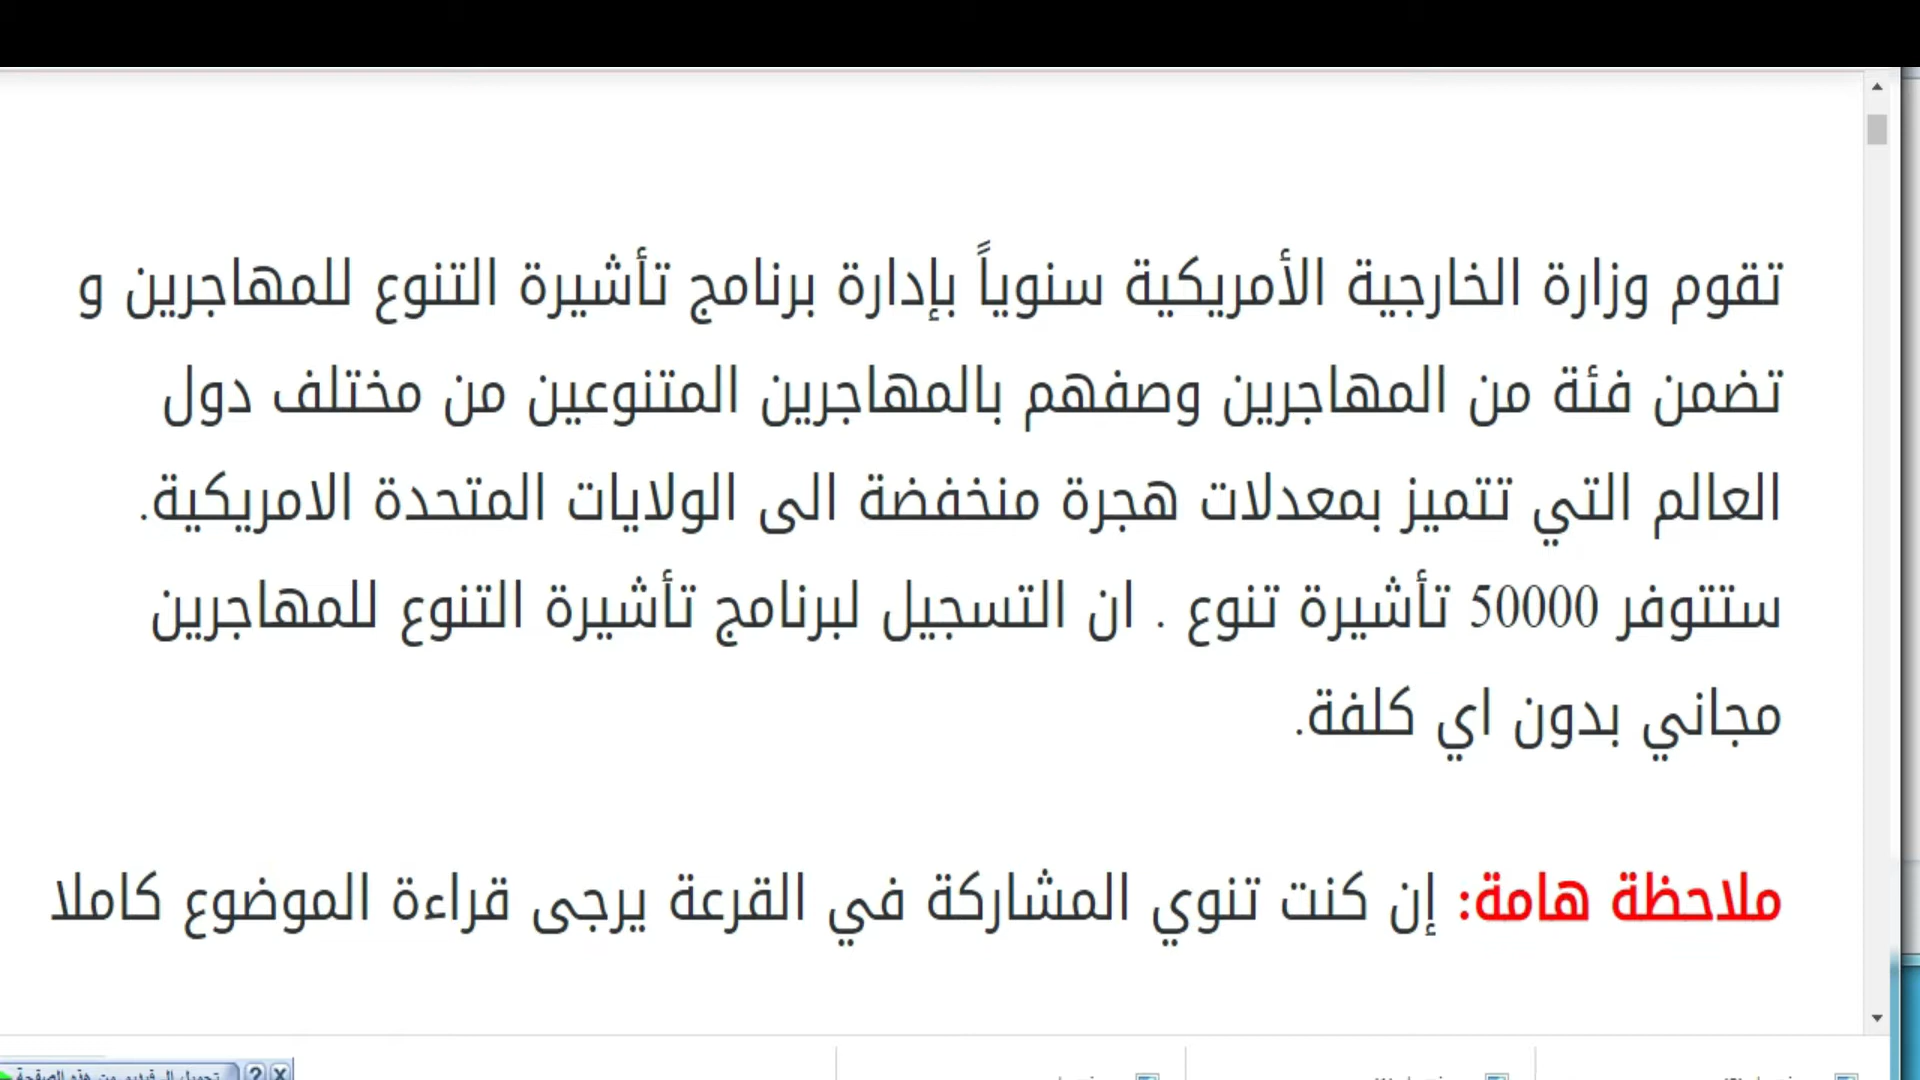 تقوم وزارة الخارجية الأمريكية سنوياً بإدارة برنامج تأشيرة التنوع للمهاجرين و
تضمن فئة من المهاجرين وصفهم بالمهاجرين المتنوعين من مختلف دول
العالم التي تتميز بمعدلات هجرة منخفضة الى الولايات المتحدة الامريكية.
ستتوفر 50000 تأشيرة تنوع . ان التسجيل لبرنامج تأشيرة التنوع للمهاجرين
مجاني بدون اي كلفة.
ملاحظة هامة: إن كنت تنوي المشاركة في القرعة يرجى قراءة الموضوع كاملا